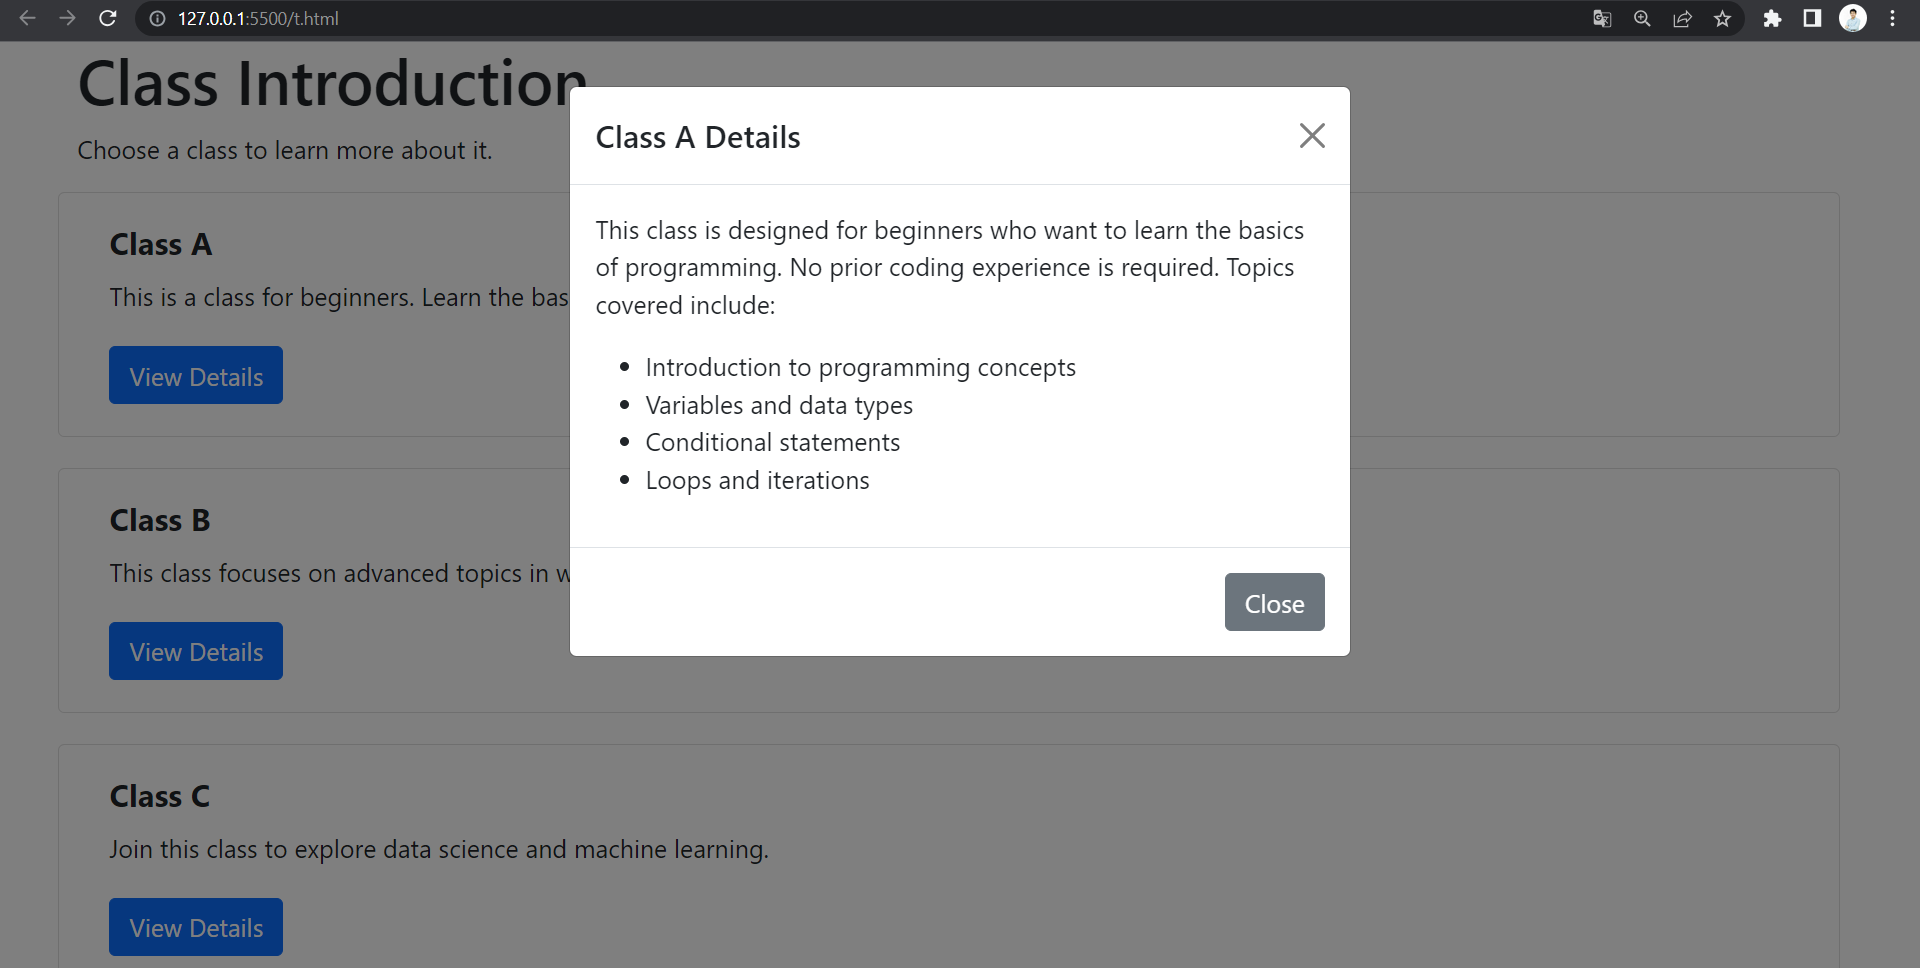 127.0.0.1:5500/t.html
Class Introduction
Choose a class to learn more about it.
Class A
This is a class for beginners. Learn the
View Details
Class B
This class focuses on advanced topics in
View Details
Class C
Join this class to explore data science and machine learning.
View Details
Class A Details
This class is designed for beginners who want to learn the basics
of programming. No prior coding experience is required. Topics
covered include:
• Introduction to programming concepts
• Variables and data types
• Conditional statements
• Loops and iterations
Close